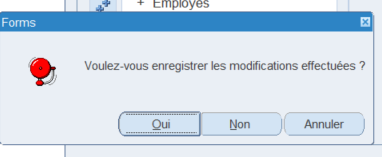 + Employés
Forms
Voulez-vous enregistrer les modifications effectuées ?
Oui
Non
Annuler